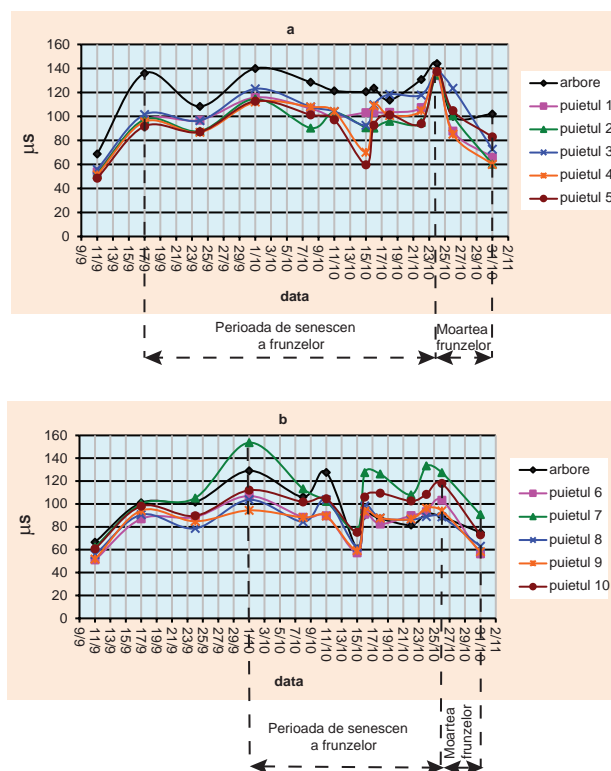 a
160
140
120
100
80
60
40
20
0
µs
9/9 11/9 13/9 15/9 17/9 19/9 21/9 23/9 25/9 27/9 29/9 1/10 3/10 5/10 7/10 9/10 11/10 13/10 15/10 17/10 19/10 21/10 23/10 25/10 27/10 29/10 31/10 2/11
data
arbore
puietul 1
puietul 2
puietul 3
puietul 4
puietul 5
Perioada de senescen
a frunzelor
Moartea
frunzelor
b
160
140
120
100
80
60
40
20
0
µs
9/9 11/9 13/9 15/9 17/9 19/9 21/9 23/9 25/9 27/9 29/9 1/10 3/10 5/10 7/10 9/10 11/10 13/10 15/10 17/10 19/10 21/10 23/10 25/10 27/10 29/10 31/10 2/11
data
arbore
puietul 6
puietul 7
puietul 8
puietul 9
puietul 10
Perioada de senescen
a frunzelor
Moartea
frunzelor